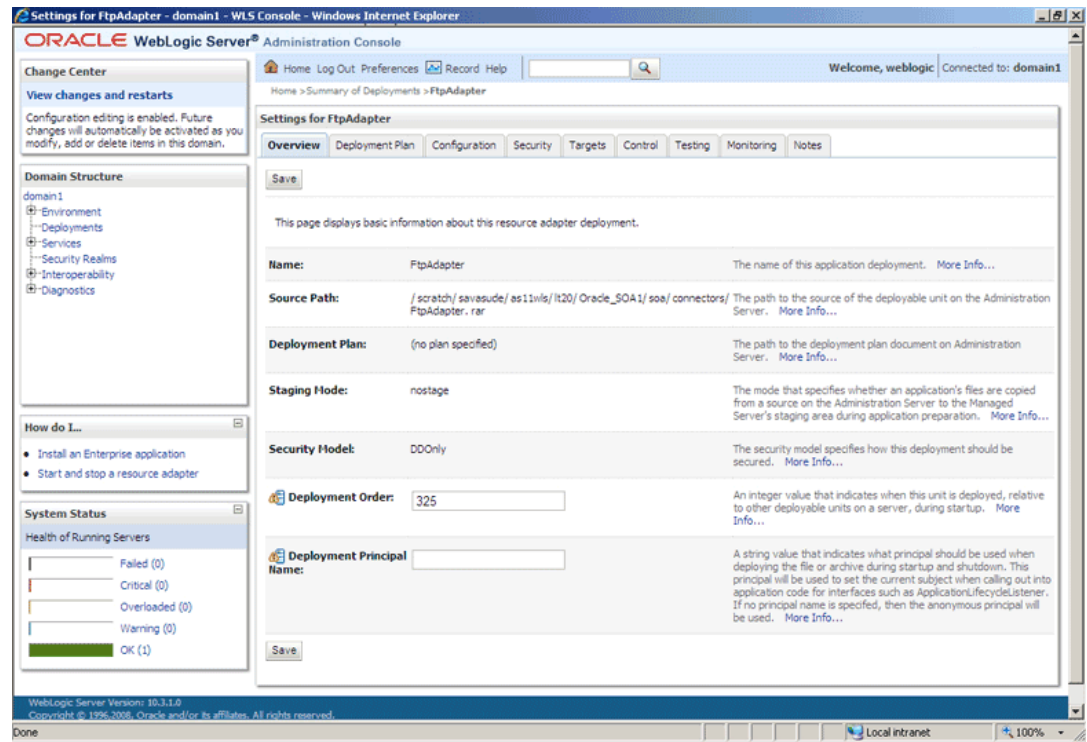 Settings for FtpAdapter - domain1 - WLS Console - Windows Internet Explorer
ORACLE WebLogic Server® Administration Console
Change Center
View changes and restarts
Configuration editing is enabled. Future
changes will automatically be activated as you
modify, add or delete items in this domain.
Domain Structure
domain1
Environment
Deployments
Services
Security Realms
Interoperability
Diagnostics
How do I...
Install an Enterprise application
Start and stop a resource adapter
System Status
Health of Running Servers
Failed (0)
Critical (0)
Overloaded (0)
Warning (0)
OK (1)
Home Log Out Preferences Record Help
Welcome, weblogic Connected to: domain1
Home >Summary of Deployments >FtpAdapter
Settings for FtpAdapter
Overview Deployment Plan Configuration Security Targets Control Testing Monitoring Notes
Save
This page displays basic information about this resource adapter deployment.
Name: FtpAdapter The name of this application deployment. More Info...
Source Path: /scratch/savasude/as11wls/lt20/Oracle_SOA1/soa/connectors/ The path to the source of the deployable unit on the Administration
FtpAdapter.rar Server. More Info...
Deployment Plan: (no plan specified) The path to the deployment plan document on Administration
Server. More Info...
Staging Mode: nostage The mode that specifies whether an application's files are copied
from a source on the Administration Server to the Managed
Server's staging area during application preparation. More Info...
Security Model: DDOnly The security model specifies how this deployment should be
secured. More Info...
Deployment Order: 325 An integer value that indicates when this unit is deployed, relative
to other deployable units on a server, during startup. More
Info...
Deployment Principal A string value that indicates what principal should be used when
Name: deploying the file or archive during startup and shutdown. This
principal will be used to set the current subject when calling out into
application code for interfaces such as ApplicationLifecycleListener.
If no principal name is specifed, then the anonymous principal will
be used. More Info...
Save
WebLogic Server Version: 10.3.1.0
Copyright © 1996,2008, Oracle and/or its affiliates. All rights reserved.
Done Local intranet 100%